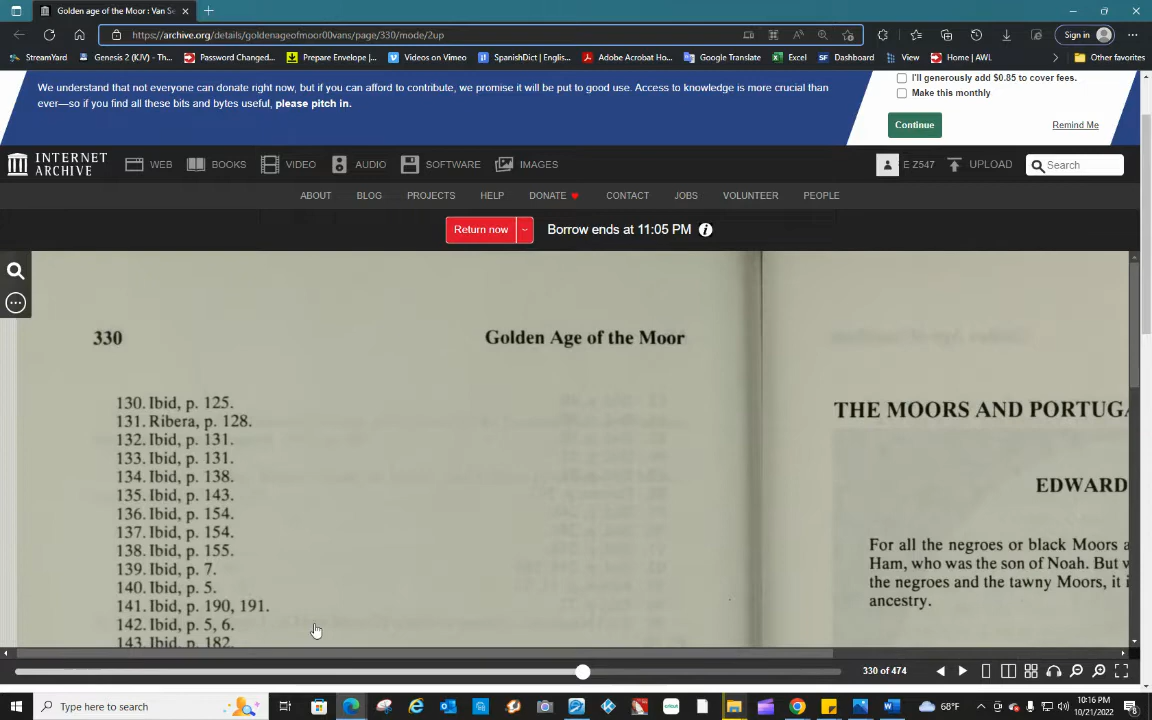 Golden age of the Moor : Van Se
https://archive.org/details/goldenageofmoor00vans/page/330/mode/2up
Sign in
StreamYard
Genesis 2 (KJV) - Th...
Password Changed...
Prepare Envelope |...
Videos on Vimeo
SpanishDict | Englis...
Adobe Acrobat Ho...
Google Translate
Excel
Dashboard
View
Home | AWL
Other favorites
We understand that not everyone can donate right now, but if you can afford to contribute, we promise it will be put to good use. Access to knowledge is more crucial than
ever—so if you find all these bits and bytes useful, please pitch in.
I'll generously add $0.85 to cover fees.
Make this monthly
Continue
Remind Me
INTERNET
ARCHIVE
WEB
BOOKS
VIDEO
AUDIO
SOFTWARE
IMAGES
E Z547
UPLOAD
Search
ABOUT
BLOG
PROJECTS
HELP
DONATE
CONTACT
JOBS
VOLUNTEER
PEOPLE
Return now
Borrow ends at 11:05 PM
330
Golden Age of the Moor
130. Ibid, p. 125.
131. Ribera, p. 128.
132. Ibid, p. 131.
133. Ibid, p. 131.
134. Ibid, p. 138.
135. Ibid, p. 143.
136. Ibid, p. 154.
137. Ibid, p. 154.
138. Ibid, p. 155.
139. Ibid, p. 7.
140. Ibid, p. 5.
141. Ibid, p. 190, 191.
142. Ibid, p. 5, 6.
143. Ibid, p. 182.
THE MOORS AND PORTUGA
EDWARD
For all the negroes or black Moors a
Ham, who was the son of Noah. But w
the negroes and the tawny Moors, it i
ancestry.
330 of 474
Type here to search
68°F
10:16 PM
10/21/2022